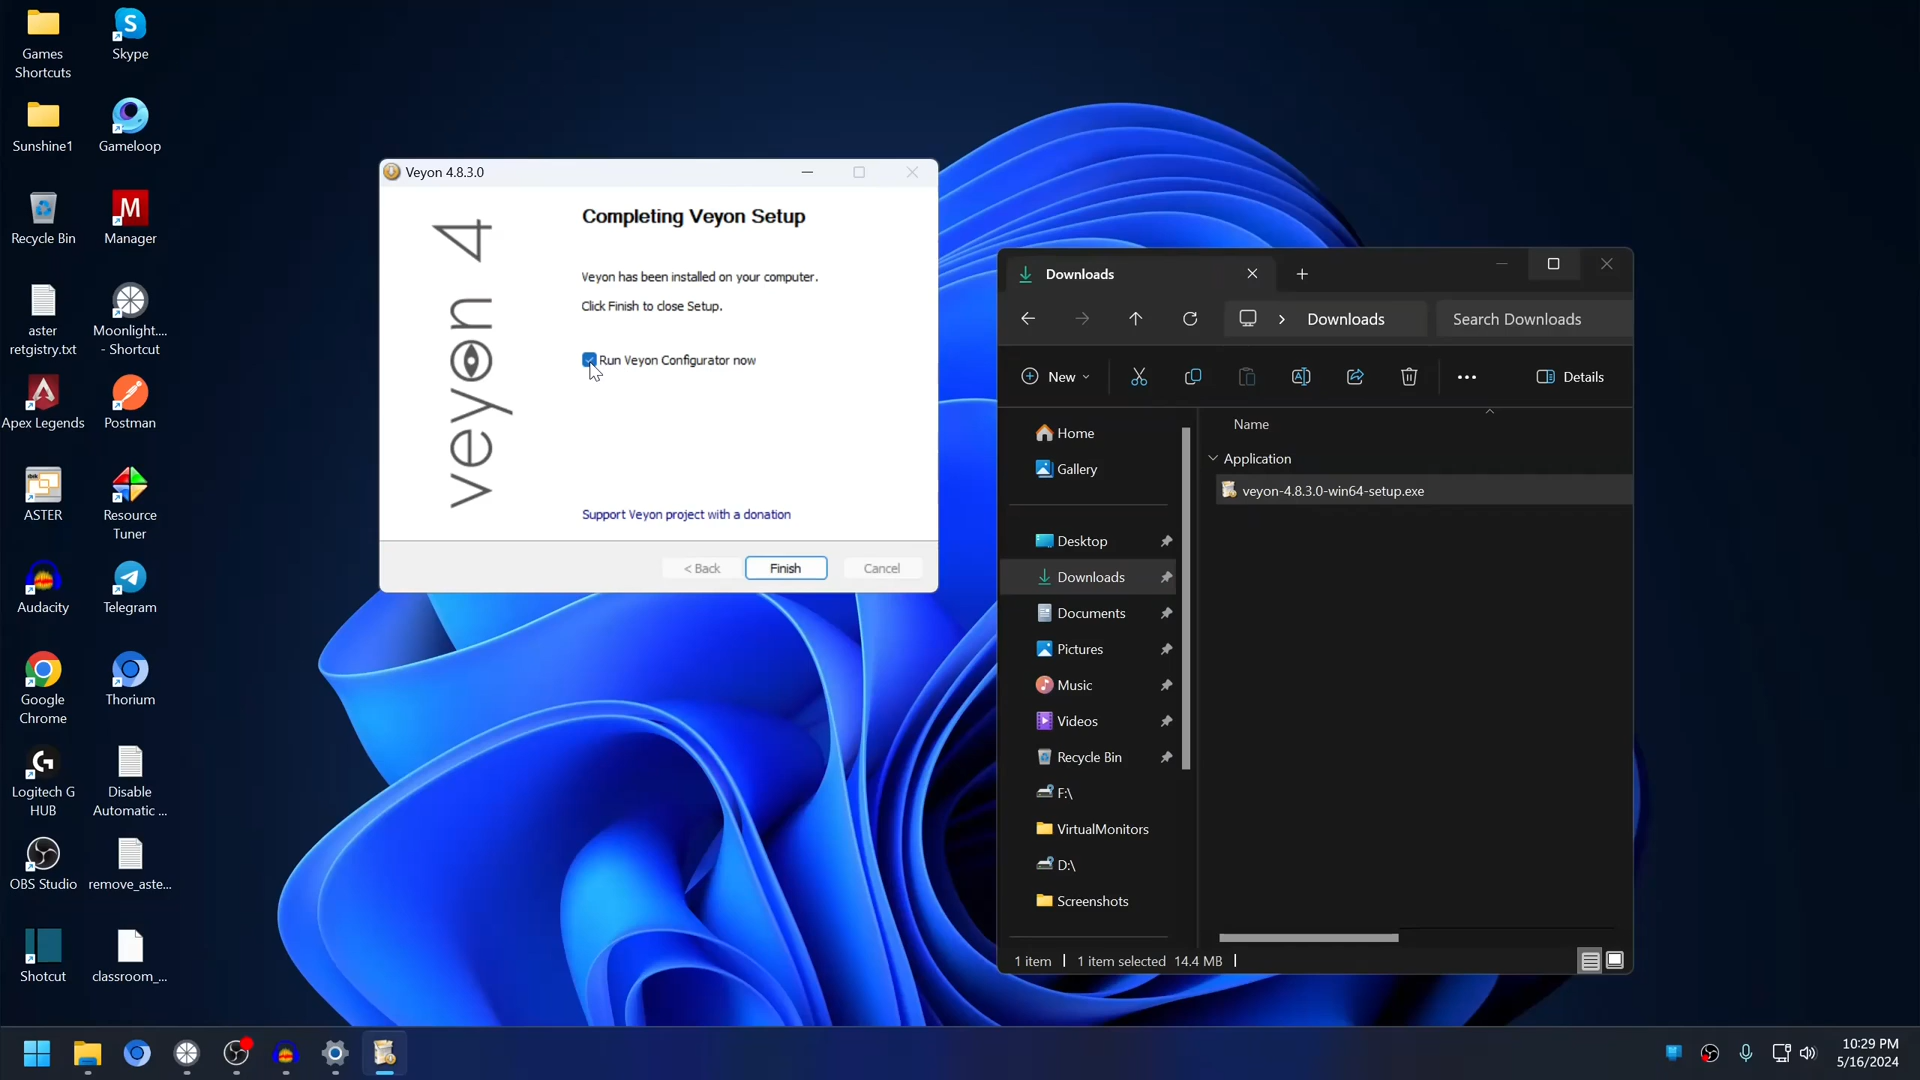 Games
Shortcuts
Skype
Sunshine1
Gameloop
Recycle Bin
Manager
aster
retgistry.txt
Moonlight....
- Shortcut
Apex Legends
Postman
ASTER
Resource
Tuner
Audacity
Telegram
Google
Chrome
Thorium
Logitech G
HUB
Disable
Automatic ...
OBS Studio
remove_aste...
Shotcut
classroom_...
Veyon 4.8.3.0
veyon 4
Completing Veyon Setup
Veyon has been installed on your computer.
Click Finish to close Setup.
Run Veyon Configurator now
Support Veyon project with a donation
< Back
Finish
Cancel
Downloads
Downloads
Search Downloads
New
Details
Home
Gallery
Desktop
Downloads
Documents
Pictures
Music
Videos
Recycle Bin
F:\
VirtualMonitors
D:\
Screenshots
Name
Application
veyon-4.8.3.0-win64-setup.exe
1 item
1 item selected 14.4 MB
10:29 PM
5/16/2024